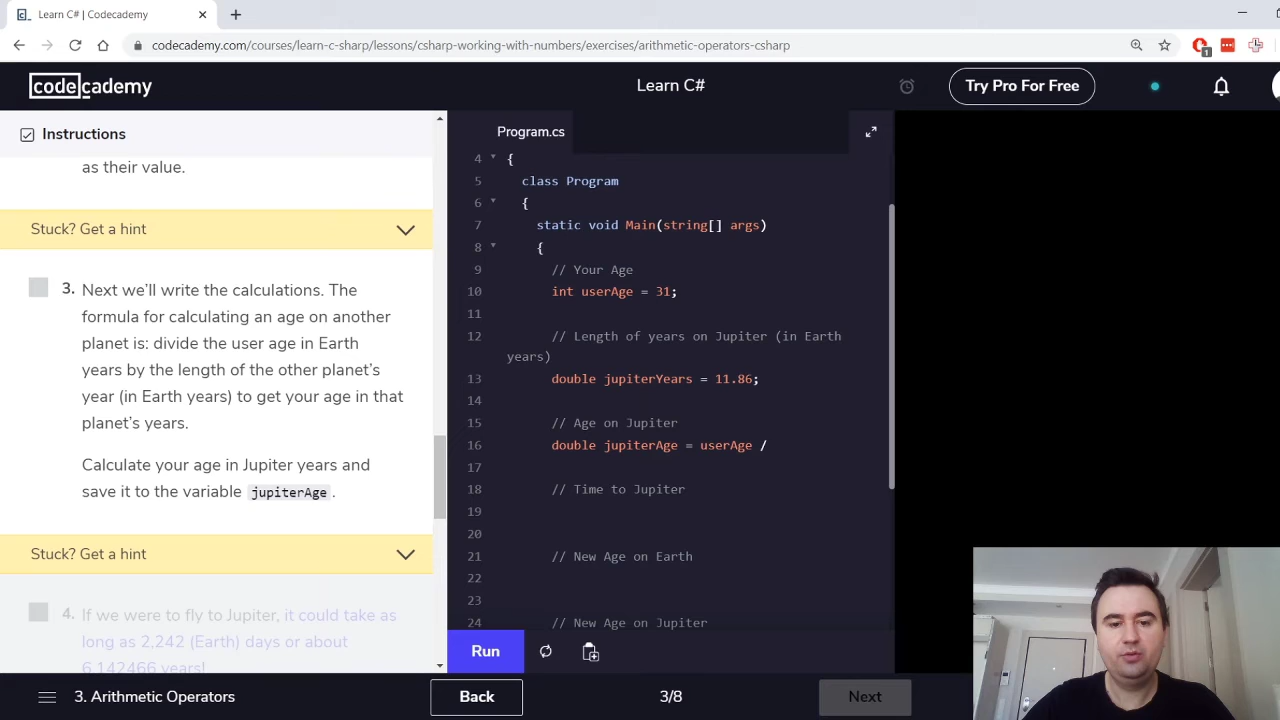 Learn C# | Codecademy
codecademy.com/courses/learn-c-sharp/lessons/csharp-working-with-numbers/exercises/arithmetic-operators-csharp
1
codecademy
Learn C#
Try Pro For Free
Instructions
as their value.
Stuck? Get a hint
3. Next we'll write the calculations. The
formula for calculating an age on another
planet is: divide the user age in Earth
years by the length of the other planet's
year (in Earth years) to get your age in that
planet's years.
Calculate your age in Jupiter years and
save it to the variable jupiterAge.
Stuck? Get a hint
4. If we were to fly to Jupiter, it could take as
long as 2,242 (Earth) days or about
6.142466 years!
Program.cs
4 {
5 class Program
6 {
7 static void Main(string[] args)
8 {
9 // Your Age
10 int userAge = 31;
11
12 // Length of years on Jupiter (in Earth
years)
13 double jupiterYears = 11.86;
14
15 // Age on Jupiter
16 double jupiterAge = userAge /
17
18 // Time to Jupiter
19
20
21 // New Age on Earth
22
23
24 // New Age on Jupiter
Run
3. Arithmetic Operators
Back
3/8
Next